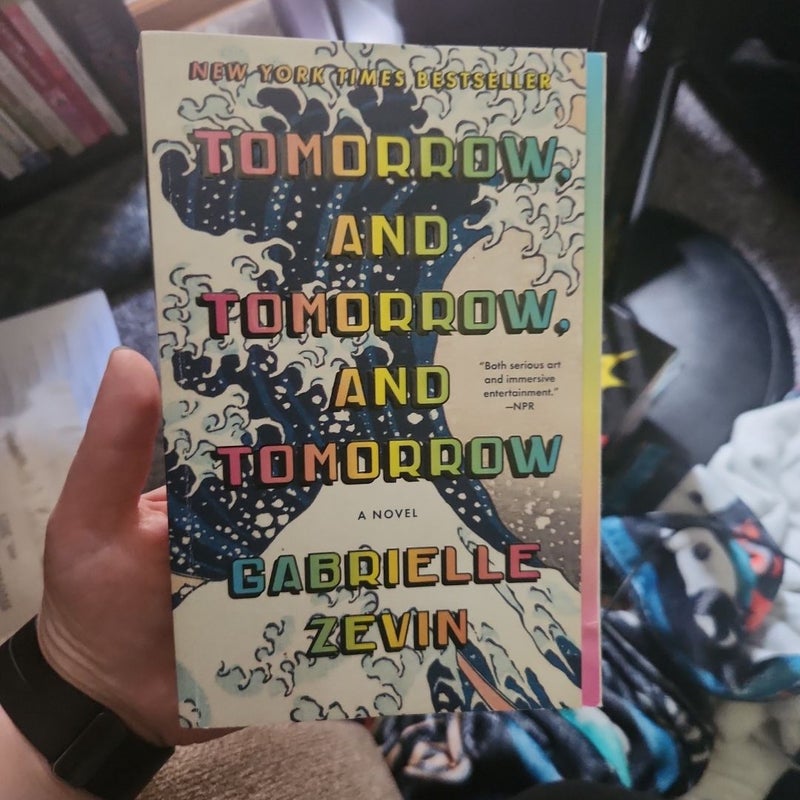 NEW YORK TIMES BESTSELLER
TOMORROW,
AND
TOMORROW,
AND
TOMORROW
“Both serious art
and immersive
entertainment.”
—NPR
A NOVEL
GABRIELLE
ZEVIN